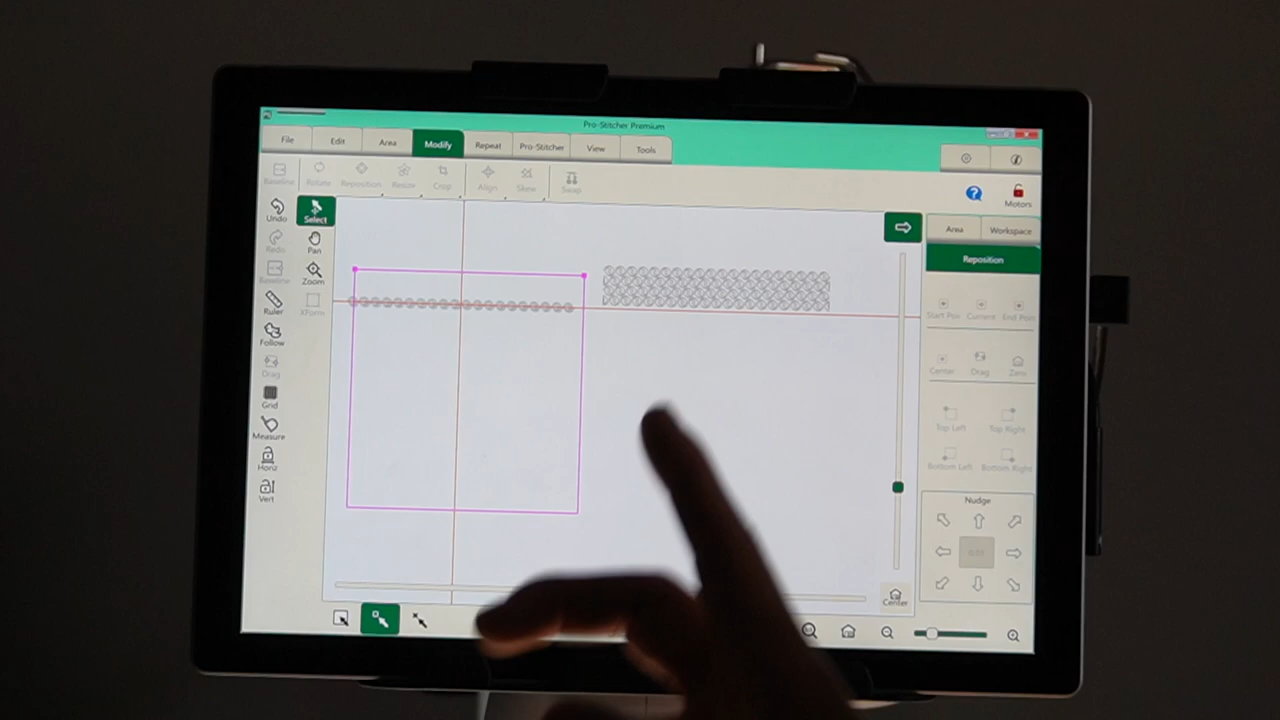 Pro-Stitcher Premium
File Edit Area Modify Repeat Pro-Stitcher View Tools
Baseline Rotate Reposition Resize Crop Align Skew Swap
Motors
Undo Select
Redo Pan
Baseline Zoom
Ruler XForm
Follow
Drag
Grid
Measure
Horiz
Vert
Area Workspace
Reposition
Start Poin Current End Poin
Center Drag Zero
Top Left Top Right
Bottom Left Bottom Right
Nudge
Center